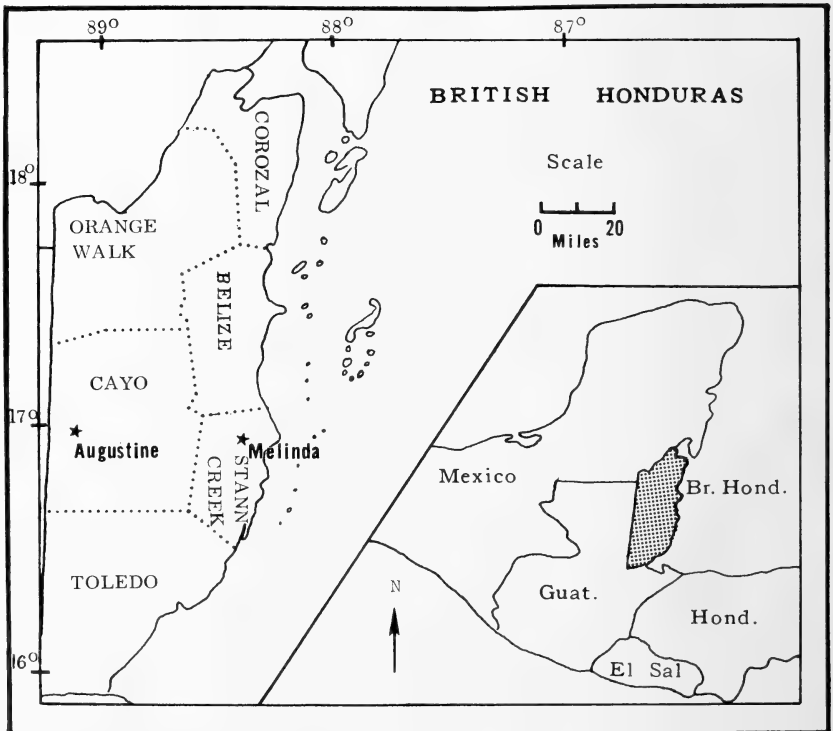 89° 88° 87°
BRITISH HONDURAS
18°
17°
16°
Scale
0 20
Miles
COROZAL
ORANGE
WALK
BELIZE
CAYO
Augustine
Melinda
STANN
CREEK
TOLEDO
Mexico
Br. Hond.
Guat.
Hond.
El Sal
N